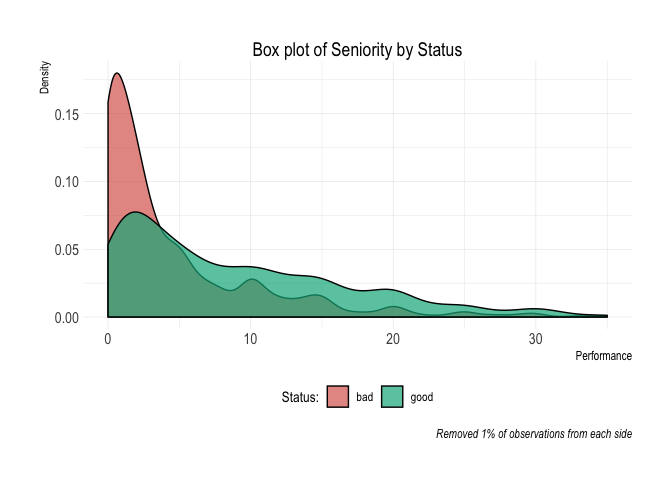 Box plot of Seniority by Status
Density
0.15
0.10
0.05
0.00
0 10 20 30
Performance
Status: bad good
Removed 1% of observations from each side